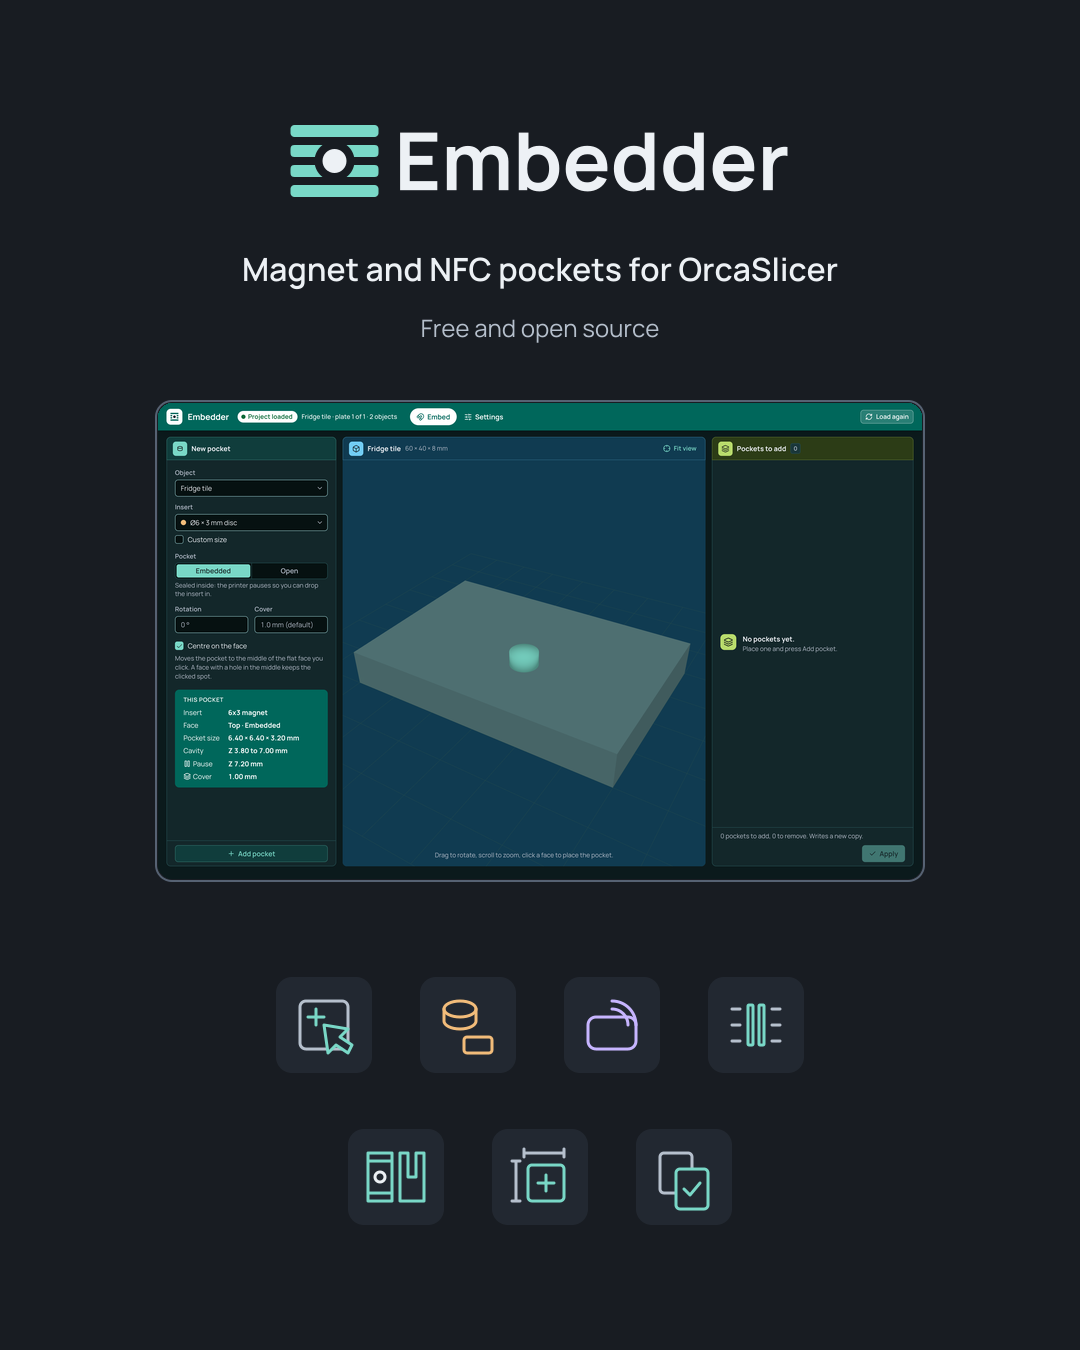 Embedder
Magnet and NFC pockets for OrcaSlicer
Free and open source
Embedder
Project loaded
Fridge tile · plate 1 of 1 · 2 objects
Embed
Settings
Load again
New pocket
Object
Fridge tile
Insert
Ø6 × 3 mm disc
Custom size
Pocket
Embedded
Open
Sealed inside: the printer pauses so you can drop
the insert in.
Rotation
Cover
0°
1.0 mm (default)
Centre on the face
Moves the pocket to the middle of the flat face you
click. A face with a hole in the middle keeps the
clicked spot.
THIS POCKET
Insert 6x3 magnet
Face Top · Embedded
Pocket size 6.40 × 6.40 × 3.20 mm
Cavity Z 3.80 to 7.00 mm
Pause Z 7.20 mm
Cover 1.00 mm
+ Add pocket
Fridge tile 60 × 40 × 8 mm
Fit view
Drag to rotate, scroll to zoom, click a face to place the pocket.
Pockets to add 0
No pockets yet.
Place one and press Add pocket.
0 pockets to add, 0 to remove. Writes a new copy.
Apply